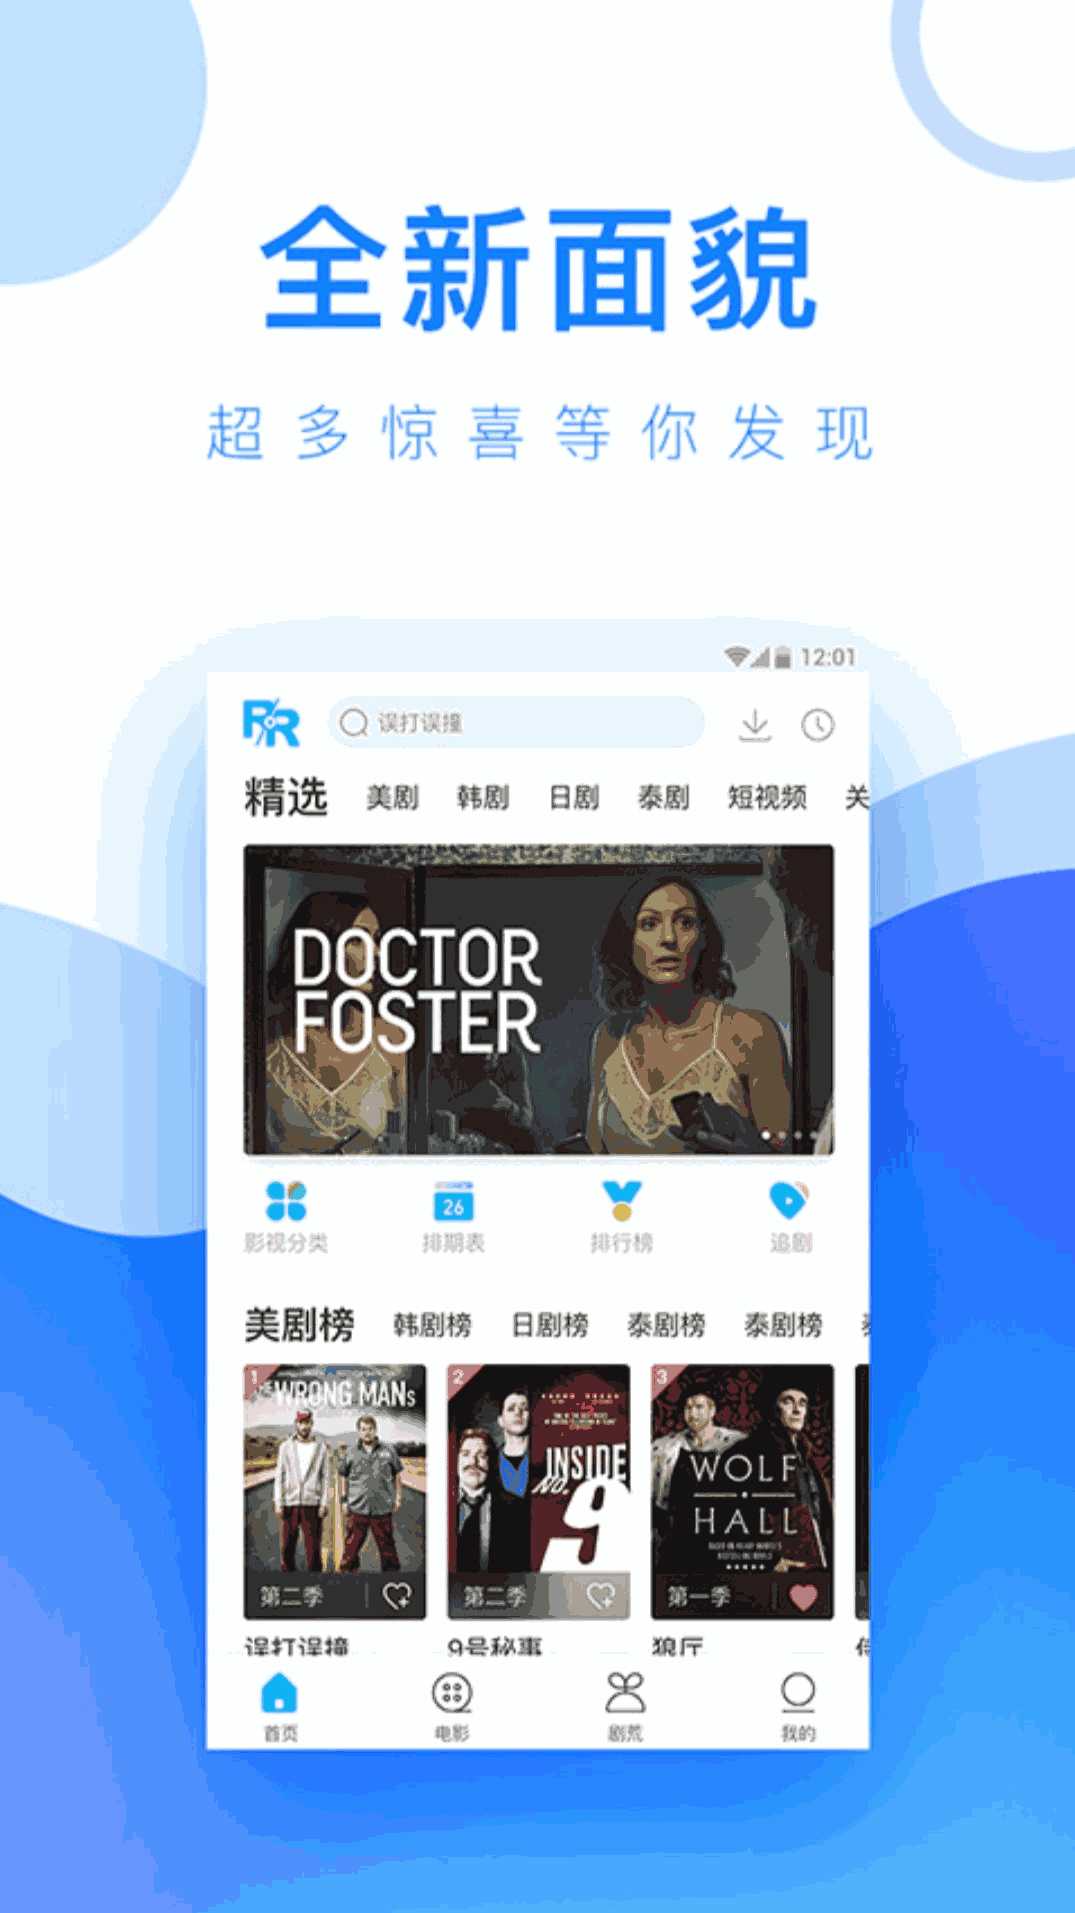 全新面貌
超多惊喜等你发现
12:01
RR
误打误撞
精选 美剧 韩剧 日剧 泰剧 短视频 关
DOCTOR
FOSTER
26
影视分类 排期表 排行榜 追剧
美剧榜 韩剧榜 日剧榜 泰剧榜 泰剧榜
1 2 3
WRONG MANS
INSIDE
NO.
9
WOLF
HALL
第二季 第二季 第一季
误打误撞 9号秘事 狼厅
首页 电影 剧荒 我的